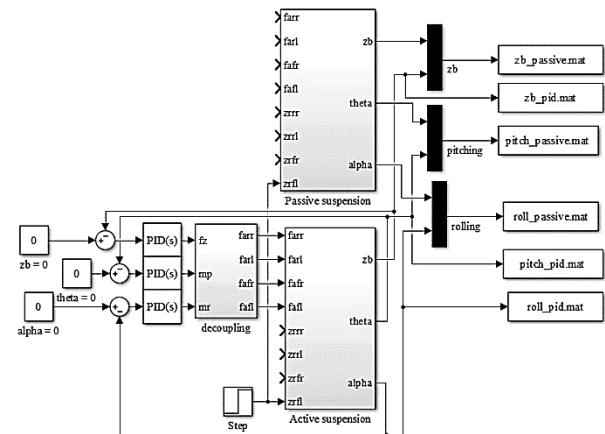 farr
farl
fafr
fafl
zrrr
zrrl
zrfr
zrfl
zb
theta
alpha
Passive suspension
zb
pitching
rolling
zb_passive.mat
zb_pid.mat
pitch_passive.mat
roll_passive.mat
pitch_pid.mat
roll_pid.mat
0
zb = 0
0
theta = 0
0
alpha = 0
PID(s)
PID(s)
PID(s)
fz
mp
mr
farr
farl
fafr
fafl
decoupling
farr
farl
fafr
fafl
zrrr
zrrl
zrfr
zrfl
zb
theta
alpha
Active suspension
Step